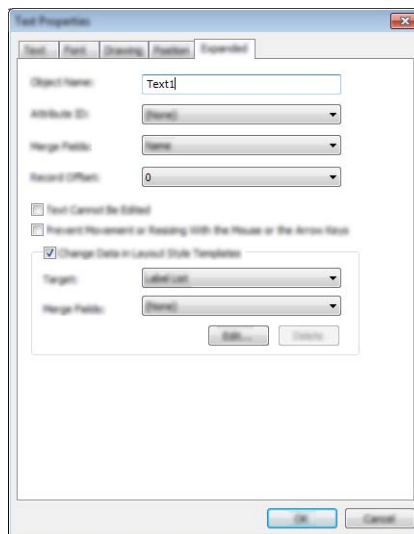 Text Properties
Text Font Drawing Position Expanded
Object Name: Text1
Attribute ID: (None)
Merge Fields: Name
Record Offset: 0
Text Cannot Be Edited
Prevent Movement or Resizing With the Mouse or the Arrow Keys
Change Data in Layout Style Templates
Target: Label List
Merge Fields: (None)
Edit... Delete
OK Cancel